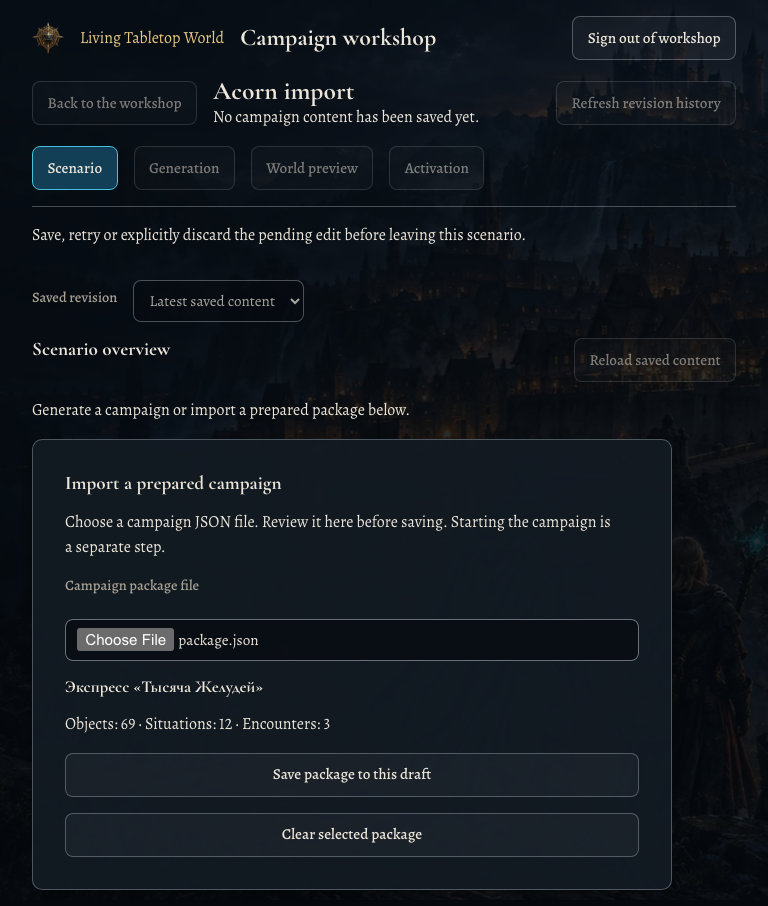 Living Tabletop World Campaign workshop Sign out of workshop
Back to the workshop Acorn import Refresh revision history
No campaign content has been saved yet.
Scenario Generation World preview Activation
Save, retry or explicitly discard the pending edit before leaving this scenario.
Saved revision Latest saved content
Scenario overview Reload saved content
Generate a campaign or import a prepared package below.
Import a prepared campaign
Choose a campaign JSON file. Review it here before saving. Starting the campaign is
a separate step.
Campaign package file
Choose File package.json
Экспресс «Тысяча Желудей»
Objects: 69 · Situations: 12 · Encounters: 3
Save package to this draft
Clear selected package